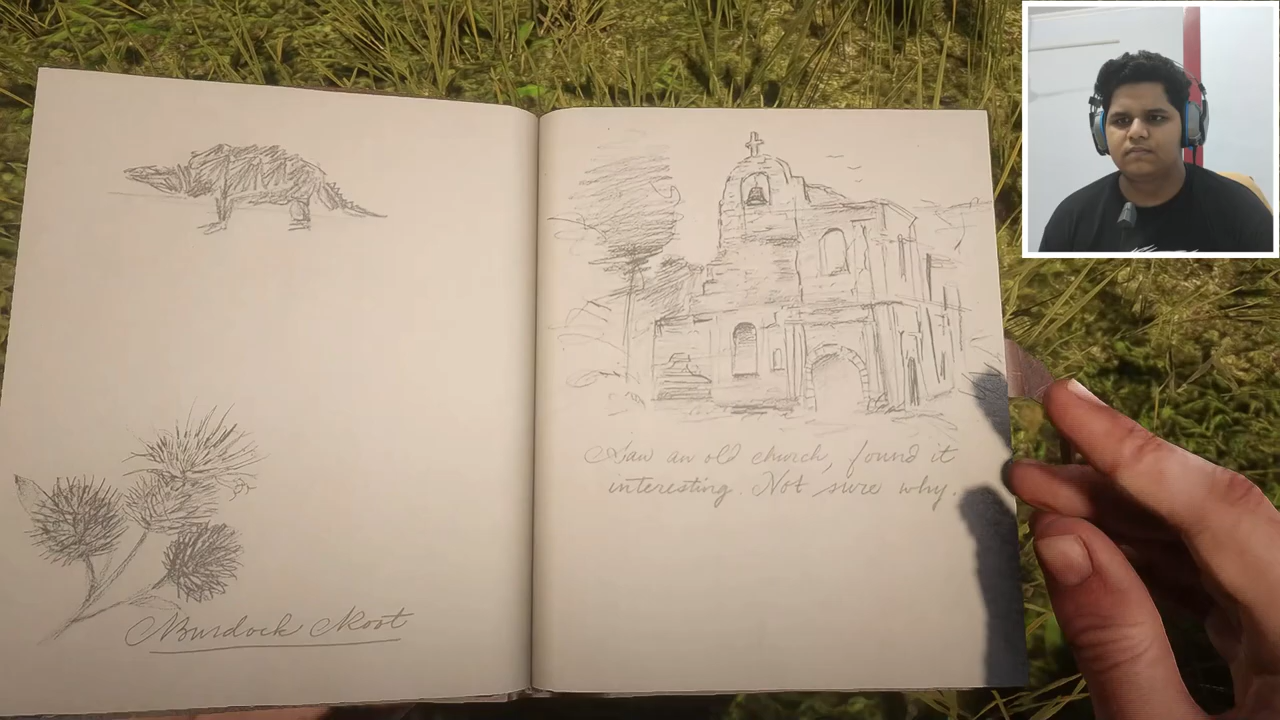 Burdock Root
Saw an old church, found it
interesting. Not sure why.